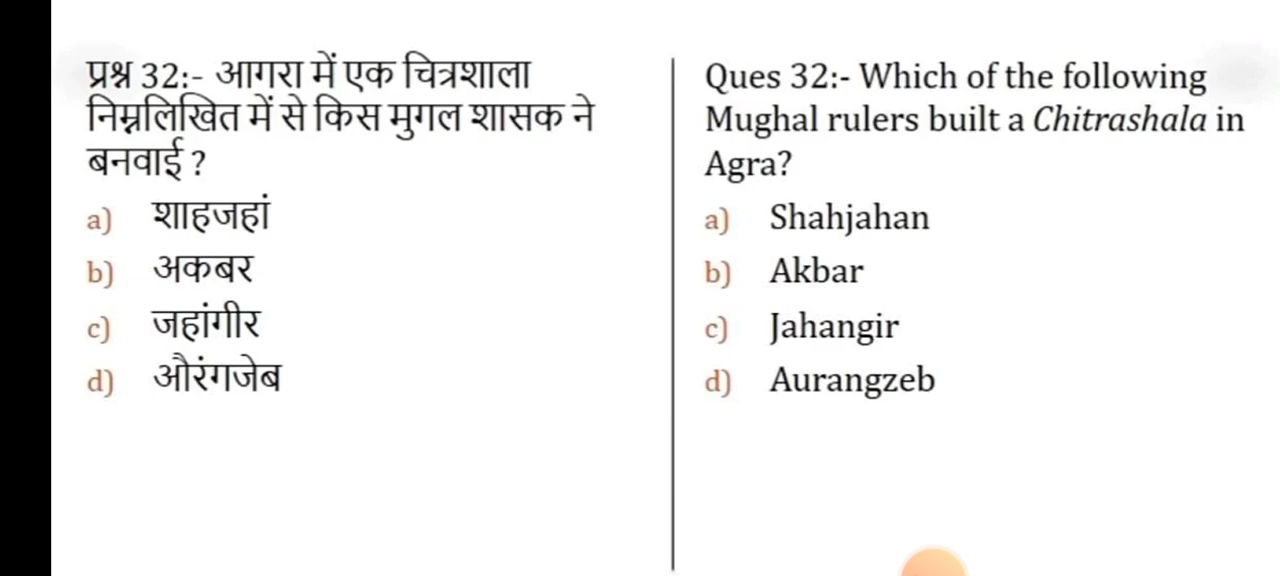 प्रश्न 32:- आगरा में एक चित्रशाला
निम्नलिखित में से किस मुगल शासक ने
बनवाई ?
a) शाहजहां
b) अकबर
c) जहांगीर
d) औरंगजेब
Ques 32:- Which of the following
Mughal rulers built a Chitrashala in
Agra?
a) Shahjahan
b) Akbar
c) Jahangir
d) Aurangzeb